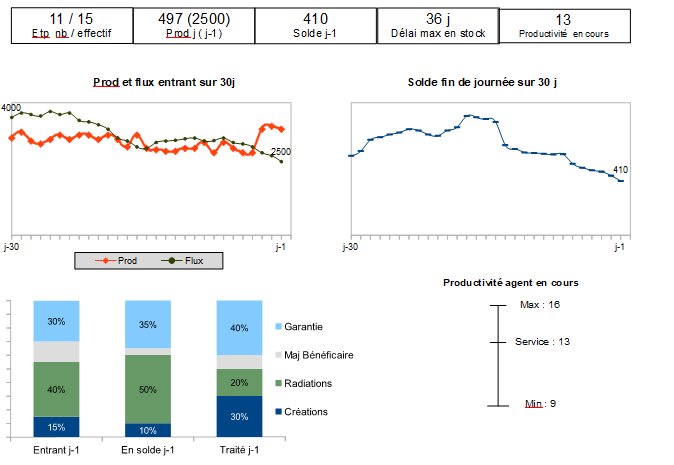 11 / 15
Etp nb / effectif
497 (2500)
Prod j ( j-1)
410
Solde j-1
36 j
Délai max en stock
13
Productivité en cours
Prod et flux entrant sur 30j
4000
2500
j-30
j-1
Prod
Flux
Solde fin de journée sur 30 j
410
j-30
j-1
30%
40%
15%
35%
50%
10%
40%
20%
30%
Entrant j-1
En solde j-1
Traité j-1
Garantie
Maj Bénéficaire
Radiations
Créations
Productivité agent en cours
Max : 16
Service : 13
Min : 9